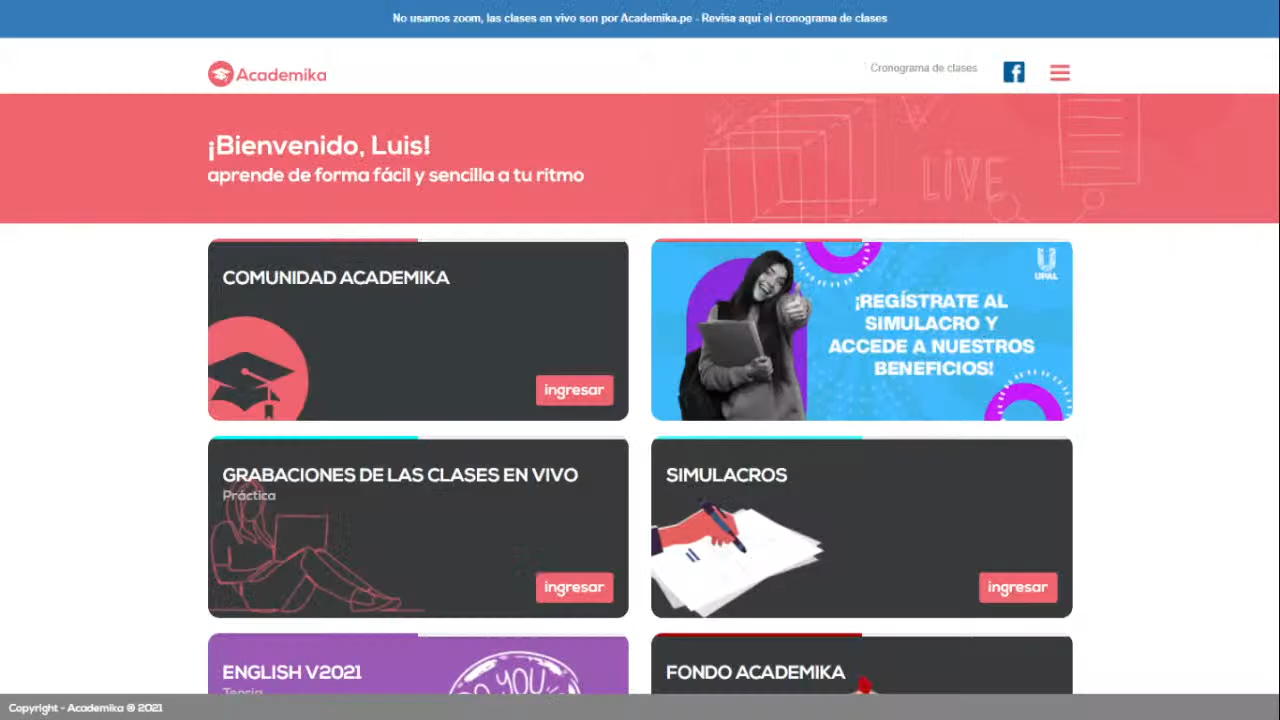 No usamos zoom, las clases en vivo son por Academika.pe - Revisa aquí el cronograma de clases
Academika
Cronograma de clases
¡Bienvenido, Luis!
aprende de forma fácil y sencilla a tu ritmo
LIVE
COMUNIDAD ACADEMIKA
ingresar
UPAL
¡REGÍSTRATE AL
SIMULACRO Y
ACCEDE A NUESTROS
BENEFICIOS!
GRABACIONES DE LAS CLASES EN VIVO
Práctica
ingresar
SIMULACROS
ingresar
ENGLISH V2021
Teoria
YOU
FONDO ACADEMIKA
Copyright - Academika © 2021